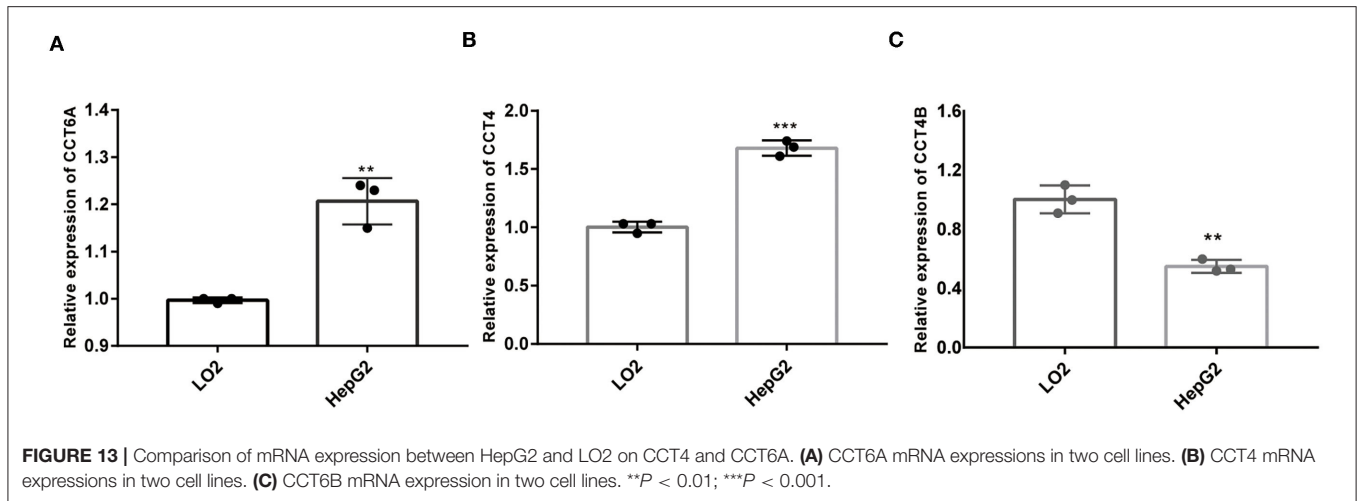 A
B
C
Relative expression of CCT6A
1.4
1.3
1.2
1.1
1.0
0.9
**
LO2
HepG2
Relative expression of CCT4
2.0
1.5
1.0
0.5
0.0
***
LO2
HepG2
Relative expression of CCT4B
1.6
1.2
0.8
0.4
0.0
**
LO2
HepG2
FIGURE 13 | Comparison of mRNA expression between HepG2 and LO2 on CCT4 and CCT6A. (A) CCT6A mRNA expressions in two cell lines. (B) CCT4 mRNA
expressions in two cell lines. (C) CCT6B mRNA expression in two cell lines. **P < 0.01; ***P < 0.001.